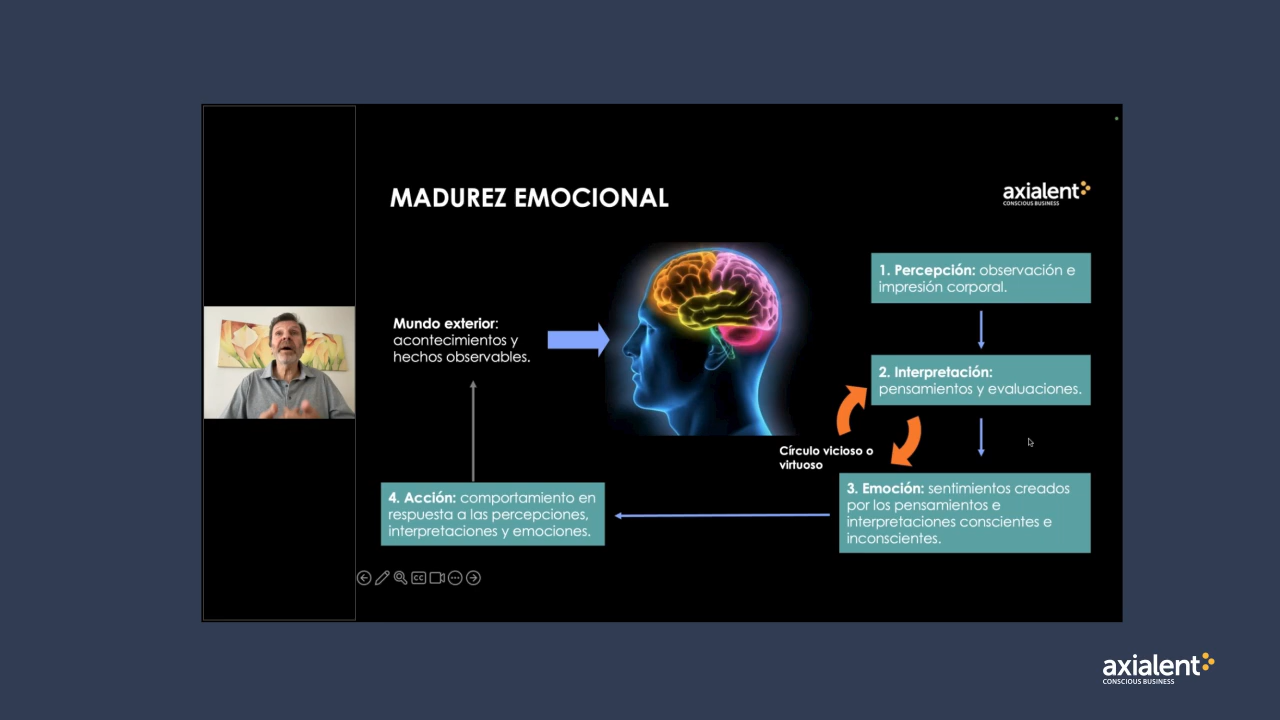 MADUREZ EMOCIONAL
axialent
CONSCIOUS BUSINESS
1. Percepción: observación e
impresión corporal.
Mundo exterior:
acontecimientos y
hechos observables.
2. Interpretación:
pensamientos y evaluaciones.
Círculo vicioso o
virtuoso
3. Emoción: sentimientos creados
por los pensamientos e
interpretaciones conscientes e
inconscientes.
4. Acción: comportamiento en
respuesta a las percepciones,
interpretaciones y emociones.
CC
axialent
CONSCIOUS BUSINESS